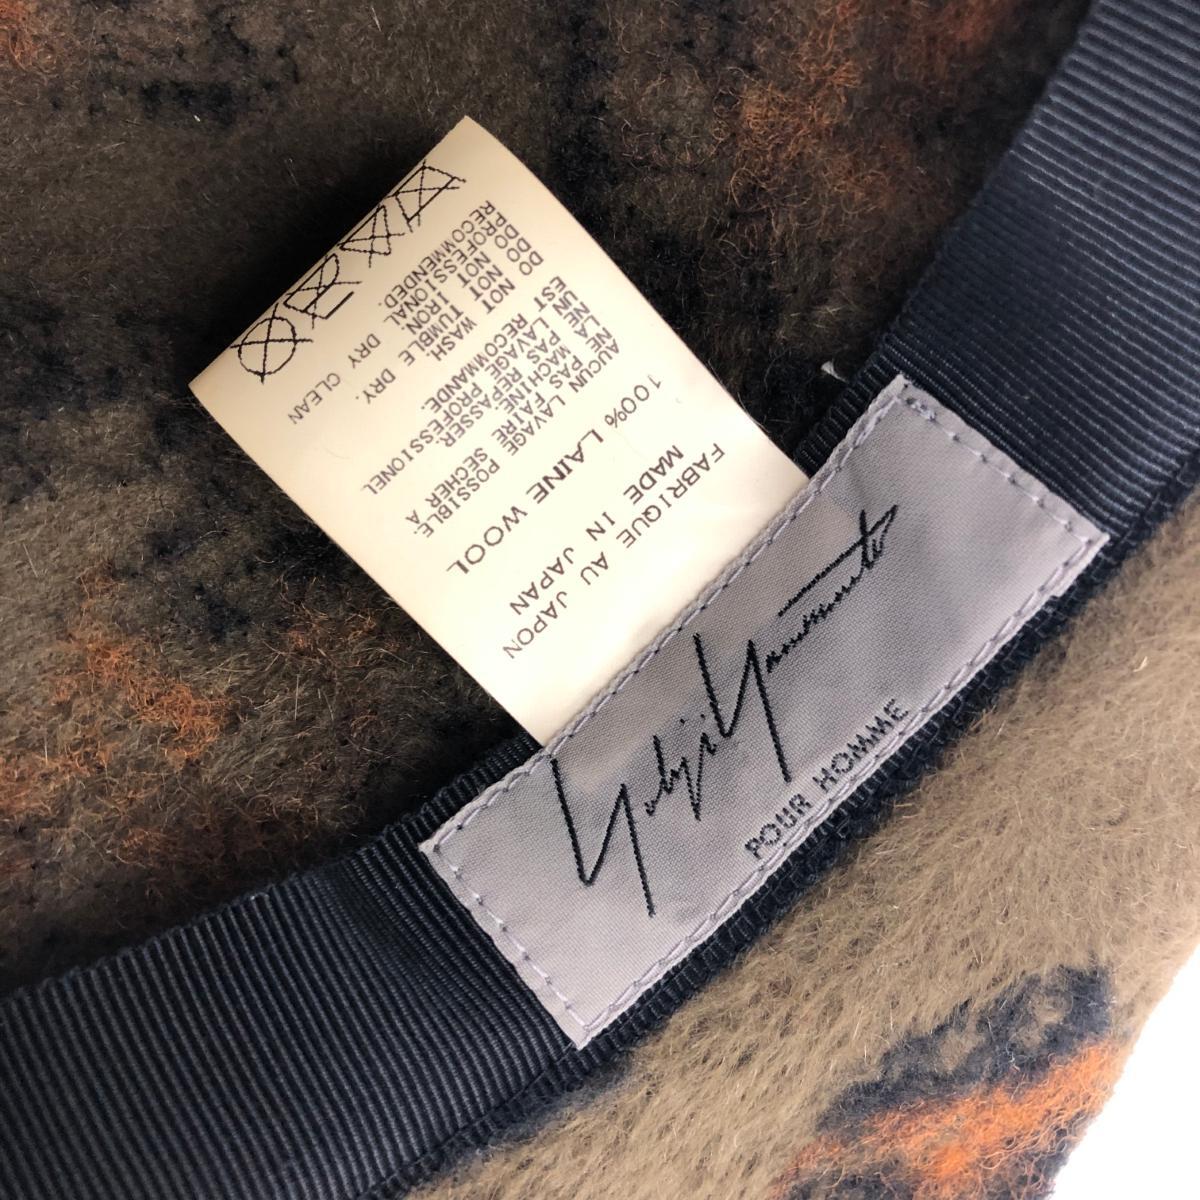 Yohji Yamamoto
POUR HOMME
FABRIQUE AU JAPON
MADE IN JAPAN
100% LAINE WOOL
AUCUN LAVAGE POSSIBLE.
NE PAS FAIRE SECHER À
LA MACHINE.
NE PAS REPASSER.
UN LAVAGE PROFESSIONEL
EST RECOMMANDE.
DO NOT WASH.
DO NOT TUMBLE DRY.
DO NOT IRON.
PROFESSIONAL DRY CLEAN
RECOMMENDED.